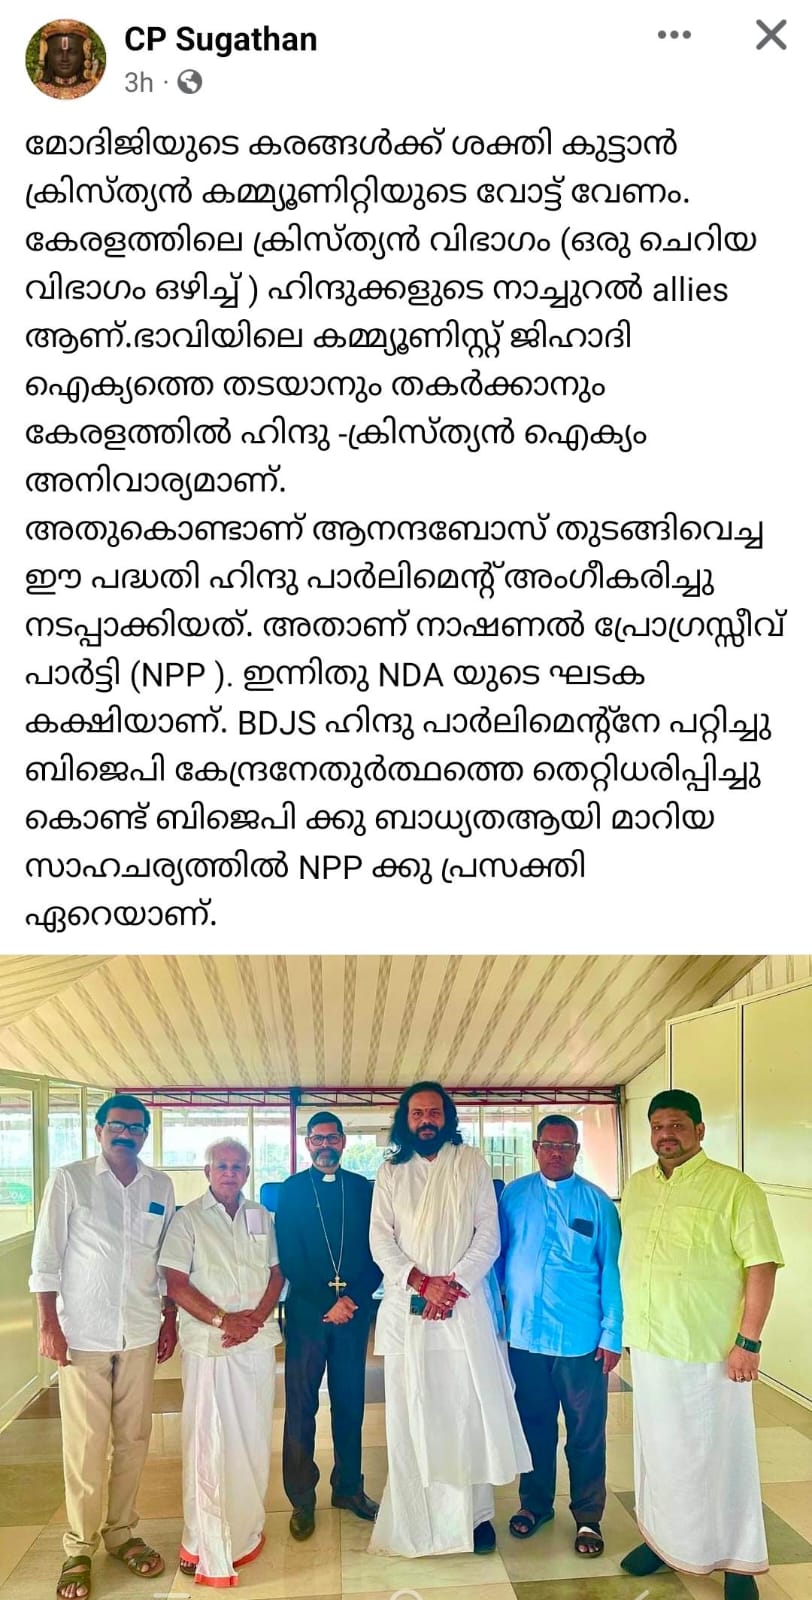 CP Sugathan
3h ·
മോദിജിയുടെ കരങ്ങൾക്ക് ശക്തി കുട്ടാൻ
ക്രിസ്ത്യൻ കമ്മ്യൂണിറ്റിയുടെ വോട്ട് വേണം.
കേരളത്തിലെ ക്രിസ്ത്യൻ വിഭാഗം (ഒരു ചെറിയ
വിഭാഗം ഒഴിച്ച് ) ഹിന്ദുക്കളുടെ നാച്ചുറൽ allies
ആണ്.ഭാവിയിലെ കമ്മ്യൂണിസ്റ്റ് ജിഹാദി
ഐക്യത്തെ തടയാനും തകർക്കാനും
കേരളത്തിൽ ഹിന്ദു -ക്രിസ്ത്യൻ ഐക്യം
അനിവാര്യമാണ്.
അതുകൊണ്ടാണ് ആനന്ദബോസ് തുടങ്ങിവെച്ച
ഈ പദ്ധതി ഹിന്ദു പാർലിമെന്റ് അംഗീകരിച്ചു
നടപ്പാക്കിയത്. അതാണ് നാഷണൽ പ്രോഗ്രസ്സീവ്
പാർട്ടി (NPP ). ഇന്നിതു NDA യുടെ ഘടക
കക്ഷിയാണ്. BDJS ഹിന്ദു പാർലിമെന്റ്നേ പറ്റിച്ചു
ബിജെപി കേന്ദ്രനേതുർത്ഥത്തെ തെറ്റിധരിപ്പിച്ചു
കൊണ്ട് ബിജെപി ക്കു ബാധ്യതആയി മാറിയ
സാഹചര്യത്തിൽ NPP ക്കു പ്രസക്തി
ഏറെയാണ്.